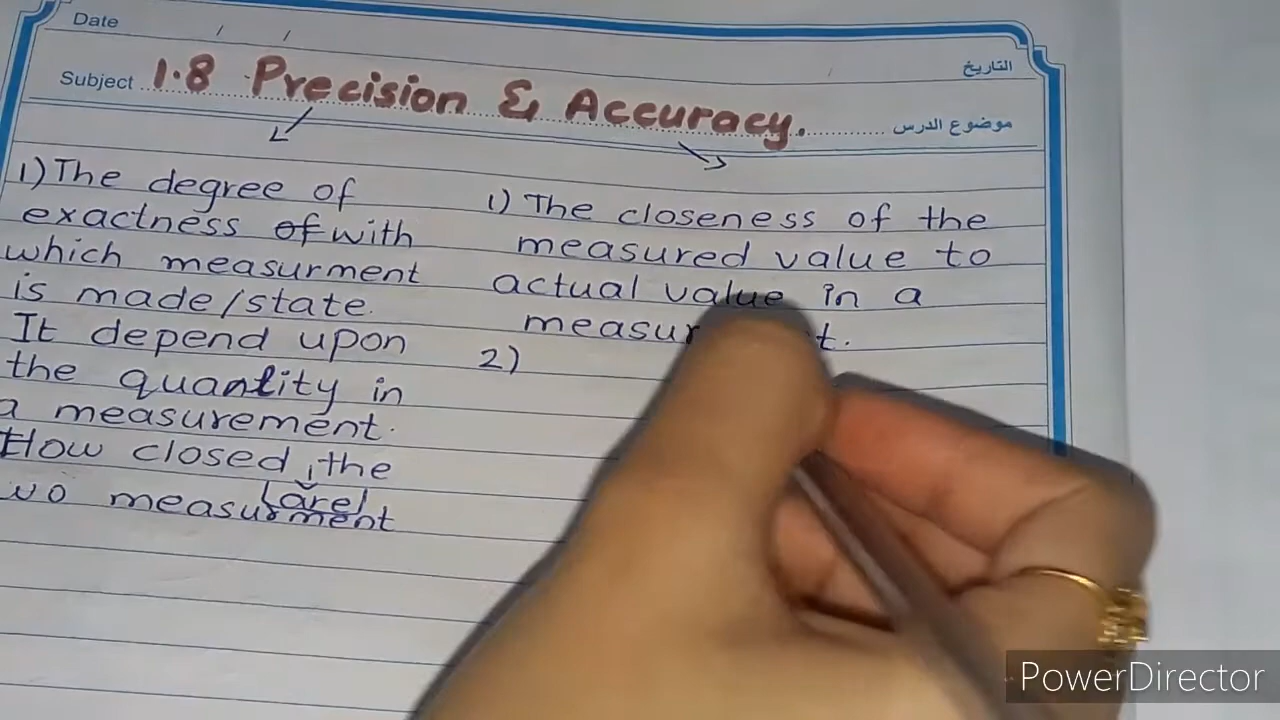 Date / /
التاريخ
Subject 1.8 Precision & Accuracy.
موضوع الدرس
1) The degree of
exactness of with
which measurment
is made/state.
It depend upon
the quantity in
a measurement.
How closed, the
are
No measurment
1) The closeness of the
measured value to
actual value in a
2)
PowerDirector